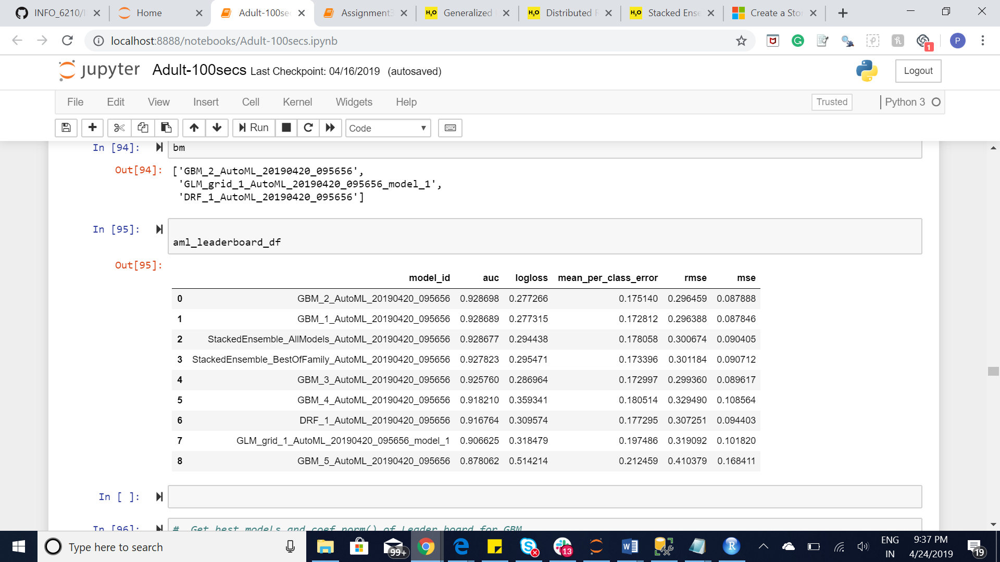 INFO_6210/
Home
Adult-100se
Assignment
Generalized
Distributed
Stacked Ense
Create a Sto
localhost:8888/notebooks/Adult-100secs.ipynb
P
1
jupyter Adult-100secs Last Checkpoint: 04/16/2019 (autosaved)
Logout
File Edit View Insert Cell Kernel Widgets Help
Trusted
Python 3
Run
Code
In [94]: bm
Out[94]: ['GBM_2_AutoML_20190420_095656',
'GLM_grid_1_AutoML_20190420_095656_model_1',
'DRF_1_AutoML_20190420_095656']
In [95]:
aml_leaderboard_df
Out[95]:
model_id auc logloss mean_per_class_error rmse mse
0 GBM_2_AutoML_20190420_095656 0.928698 0.277266 0.175140 0.296459 0.087888
1 GBM_1_AutoML_20190420_095656 0.928689 0.277315 0.172812 0.296388 0.087846
2 StackedEnsemble_AllModels_AutoML_20190420_095656 0.928677 0.294438 0.178058 0.300674 0.090405
3 StackedEnsemble_BestOfFamily_AutoML_20190420_095656 0.927823 0.295471 0.173396 0.301184 0.090712
4 GBM_3_AutoML_20190420_095656 0.925760 0.286964 0.172997 0.299360 0.089617
5 GBM_4_AutoML_20190420_095656 0.918210 0.359341 0.180514 0.329490 0.108564
6 DRF_1_AutoML_20190420_095656 0.916764 0.309574 0.177295 0.307251 0.094403
7 GLM_grid_1_AutoML_20190420_095656_model_1 0.906625 0.318479 0.197486 0.319092 0.101820
8 GBM_5_AutoML_20190420_095656 0.878062 0.514214 0.212459 0.410379 0.168411
In [ ]:
In [96]: # Get best models and coef_norm() of Leader board for GBM
Type here to search
99+
13
ENG
IN
9:37 PM
4/24/2019
19